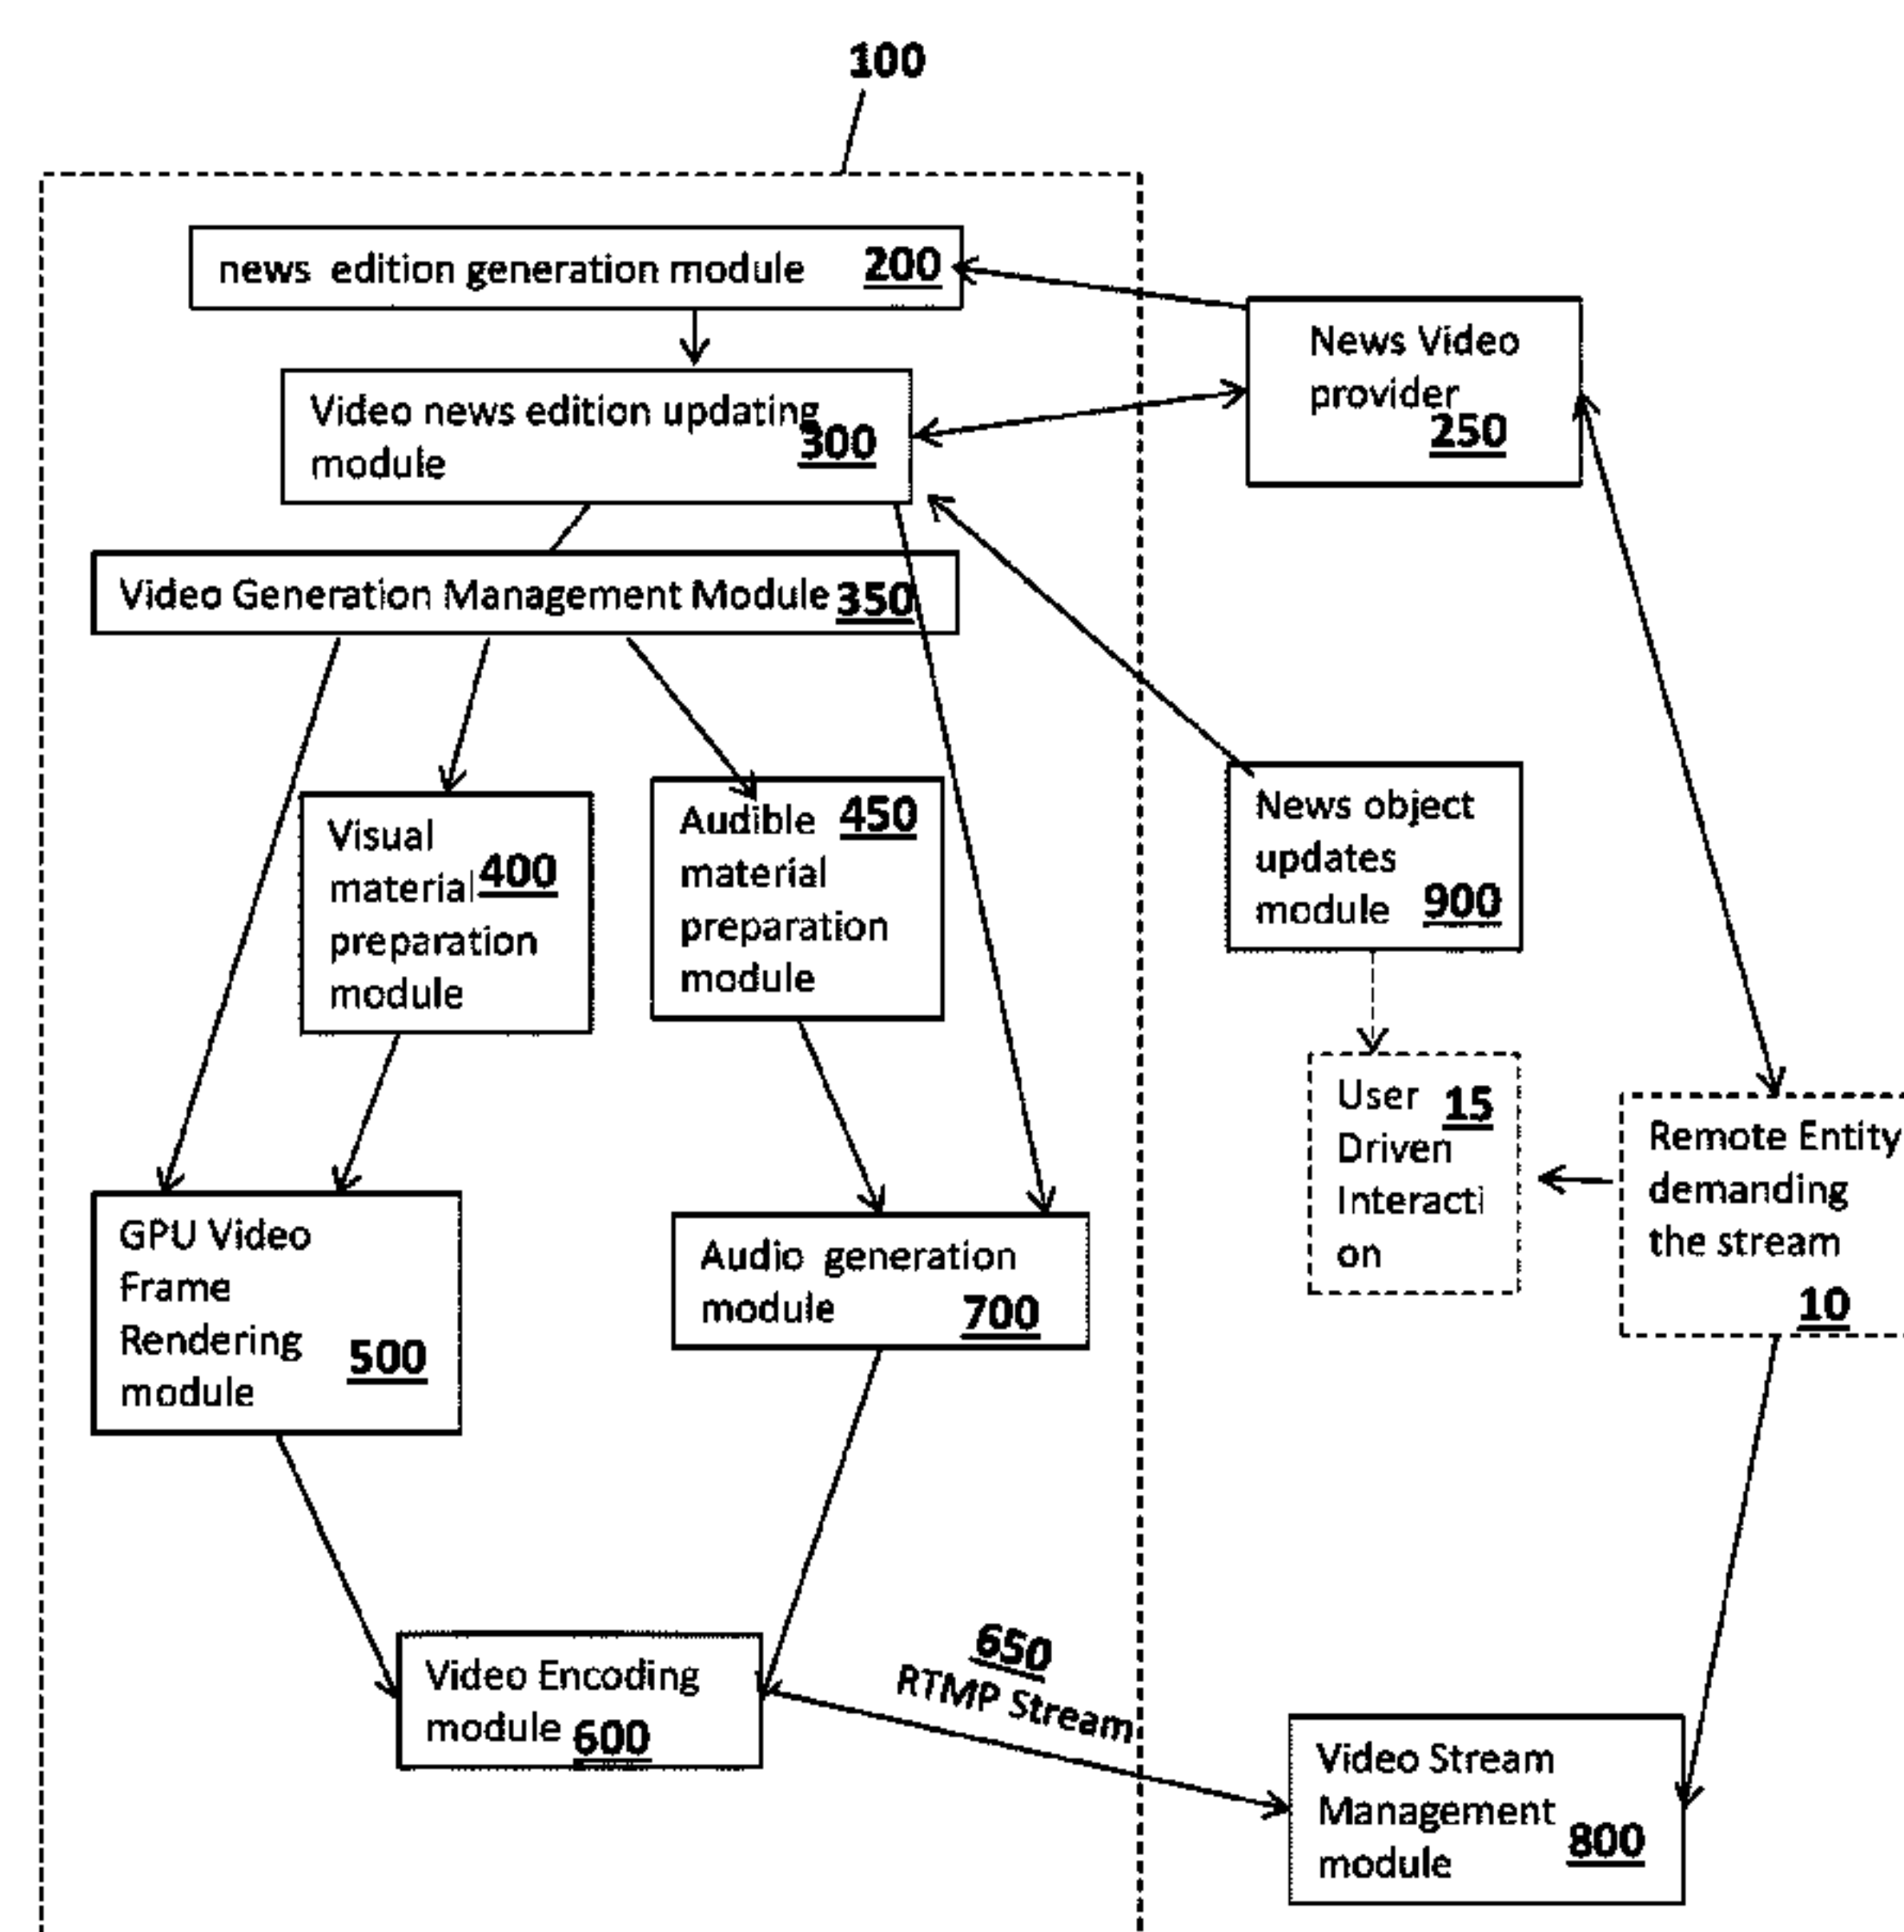 100
news edition generation module 200
News Video
provider
250
Video news edition updating
module 300
Video Generation Management Module 350
Visual
material 400
preparation
module
Audible 450
material
preparation
module
News object
updates
module 900
User 15
Driven
Interacti
on
Remote Entity
demanding
the stream
10
GPU Video
Frame
Rendering
module 500
Audio generation
module 700
Video Encoding
module 600
650
RTMP Stream
Video Stream
Management
module 800